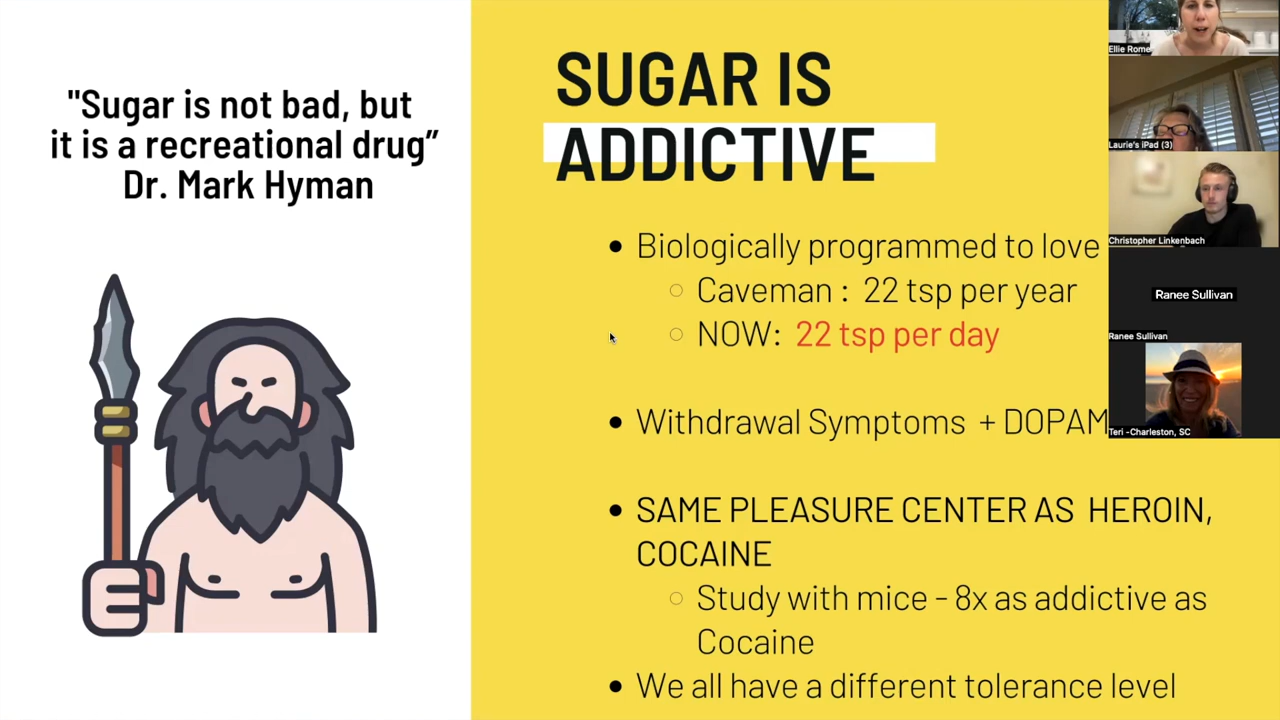 "Sugar is not bad, but
it is a recreational drug”
Dr. Mark Hyman
SUGAR IS
ADDICTIVE
Biologically programmed to love
Caveman : 22 tsp per year
NOW: 22 tsp per day
Withdrawal Symptoms + DOPAM
SAME PLEASURE CENTER AS HEROIN,
COCAINE
Study with mice - 8x as addictive as
Cocaine
We all have a different tolerance level
Ellie Rome
Laurie's iPad (3)
Christopher Linkenbach
Ranee Sullivan
Ranee Sullivan
Teri -Charleston, SC